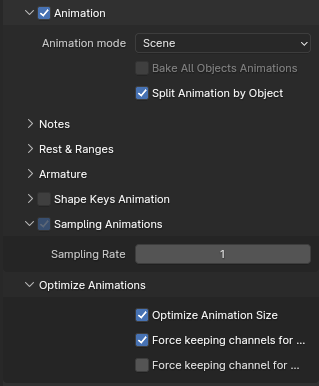 Animation
Animation mode Scene
Bake All Objects Animations
Split Animation by Object
Notes
Rest & Ranges
Armature
Shape Keys Animation
Sampling Animations
Sampling Rate 1
Optimize Animations
Optimize Animation Size
Force keeping channels for ...
Force keeping channel for ...